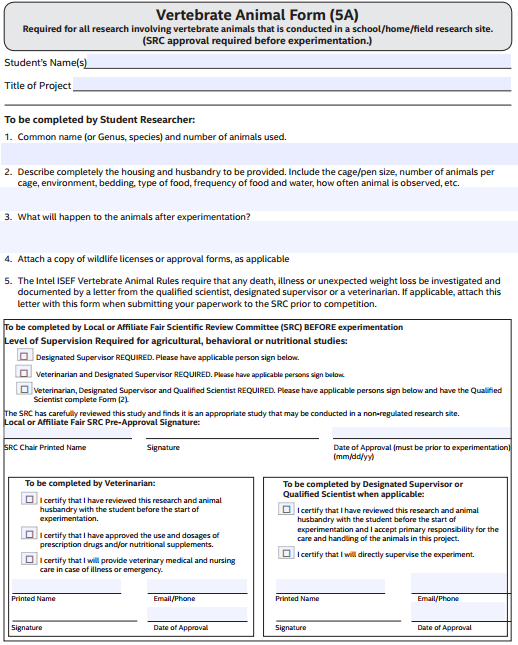 Vertebrate Animal Form (5A)
Required for all research involving vertebrate animals that is conducted in a school/home/field research site.
(SRC approval required before experimentation.)
Student's Name(s)
Title of Project
To be completed by Student Researcher:
1. Common name (or Genus, species) and number of animals used.
2. Describe completely the housing and husbandry to be provided. Include the cage/pen size, number of animals per
cage, environment, bedding, type of food, frequency of food and water, how often animal is observed, etc.
3. What will happen to the animals after experimentation?
4. Attach a copy of wildlife licenses or approval forms, as applicable
5. The Intel ISEF Vertebrate Animal Rules require that any death, illness or unexpected weight loss be investigated and
documented by a letter from the qualified scientist, designated supervisor or a veterinarian. If applicable, attach this
letter with this form when submitting your paperwork to the SRC prior to competition.
To be completed by Local or Affiliate Fair Scientific Review Committee (SRC) BEFORE experimentation
Level of Supervision Required for agricultural, behavioral or nutritional studies:
Designated Supervisor REQUIRED. Please have applicable person sign below.
Veterinarian and Designated Supervisor REQUIRED. Please have applicable persons sign below.
Veterinarian, Designated Supervisor and Qualified Scientist REQUIRED. Please have applicable persons sign below and have the Qualified
Scientist complete Form (2).
The SRC has carefully reviewed this study and finds it is an appropriate study that may be conducted in a non-regulated research site.
Local or Affiliate Fair SRC Pre-Approval Signature:
SRC Chair Printed Name Signature Date of Approval (must be prior to experimentation)
(mm/dd/yy)
To be completed by Veterinarian:
I certify that I have reviewed this research and animal
husbandry with the student before the start of
experimentation.
I certify that I have approved the use and dosages of
prescription drugs and/or nutritional supplements.
I certify that I will provide veterinary medical and nursing
care in case of illness or emergency.
Printed Name Email/Phone
Signature Date of Approval
To be completed by Designated Supervisor or
Qualified Scientist when applicable:
I certify that I have reviewed this research and animal
husbandry with the student before the start of
experimentation and I accept primary responsibility for the
care and handling of the animals in this project.
I certify that I will directly supervise the experiment.
Printed Name Email/Phone
Signature Date of Approval